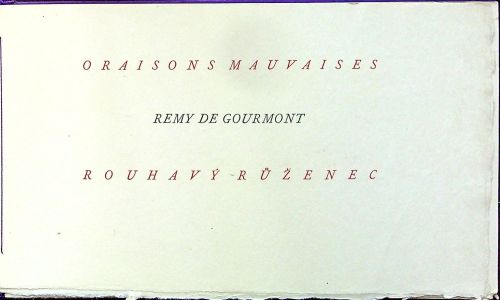 ORAISONS MAUVAISES
REMY DE GOURMONT
ROUHAVÝ RŮŽENEC